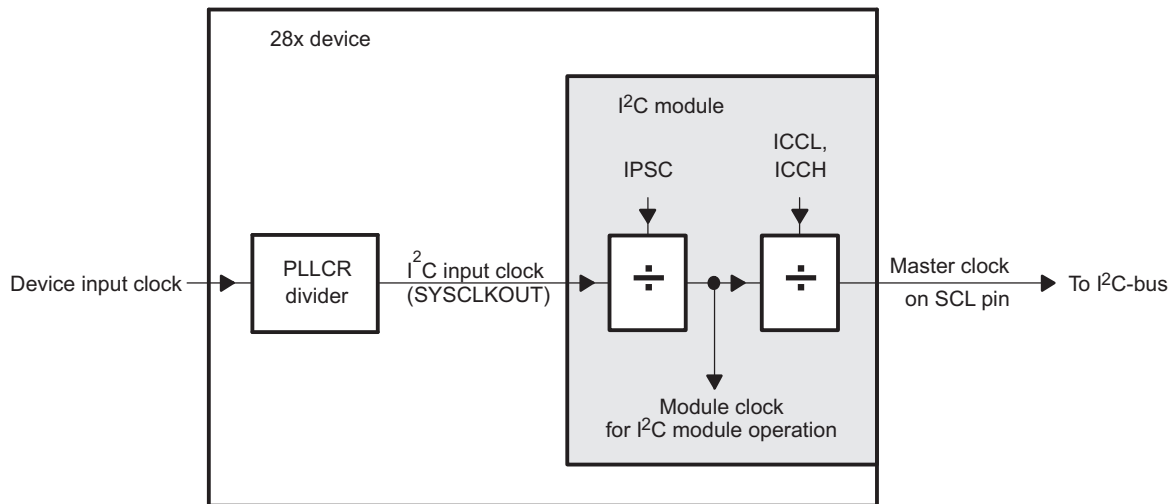 28x device
I²C module
ICCL,
ICCH
IPSC
÷
÷
Device input clock
PLLCR
divider
I²C input clock
(SYSCLKOUT)
Master clock
on SCL pin
To I²C-bus
Module clock
for I²C module operation